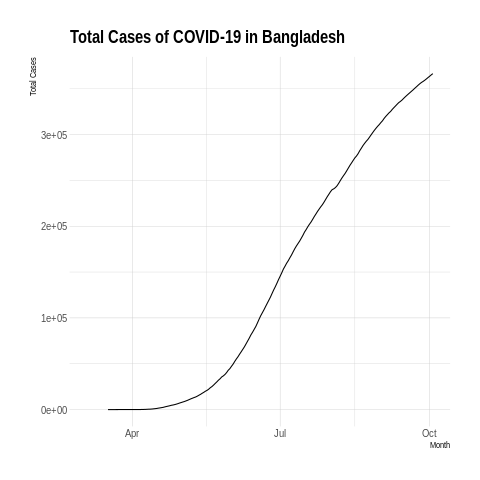 Total Cases of COVID-19 in Bangladesh
Total Cases
3e+05
2e+05
1e+05
0e+00
Apr Jul Oct
Month